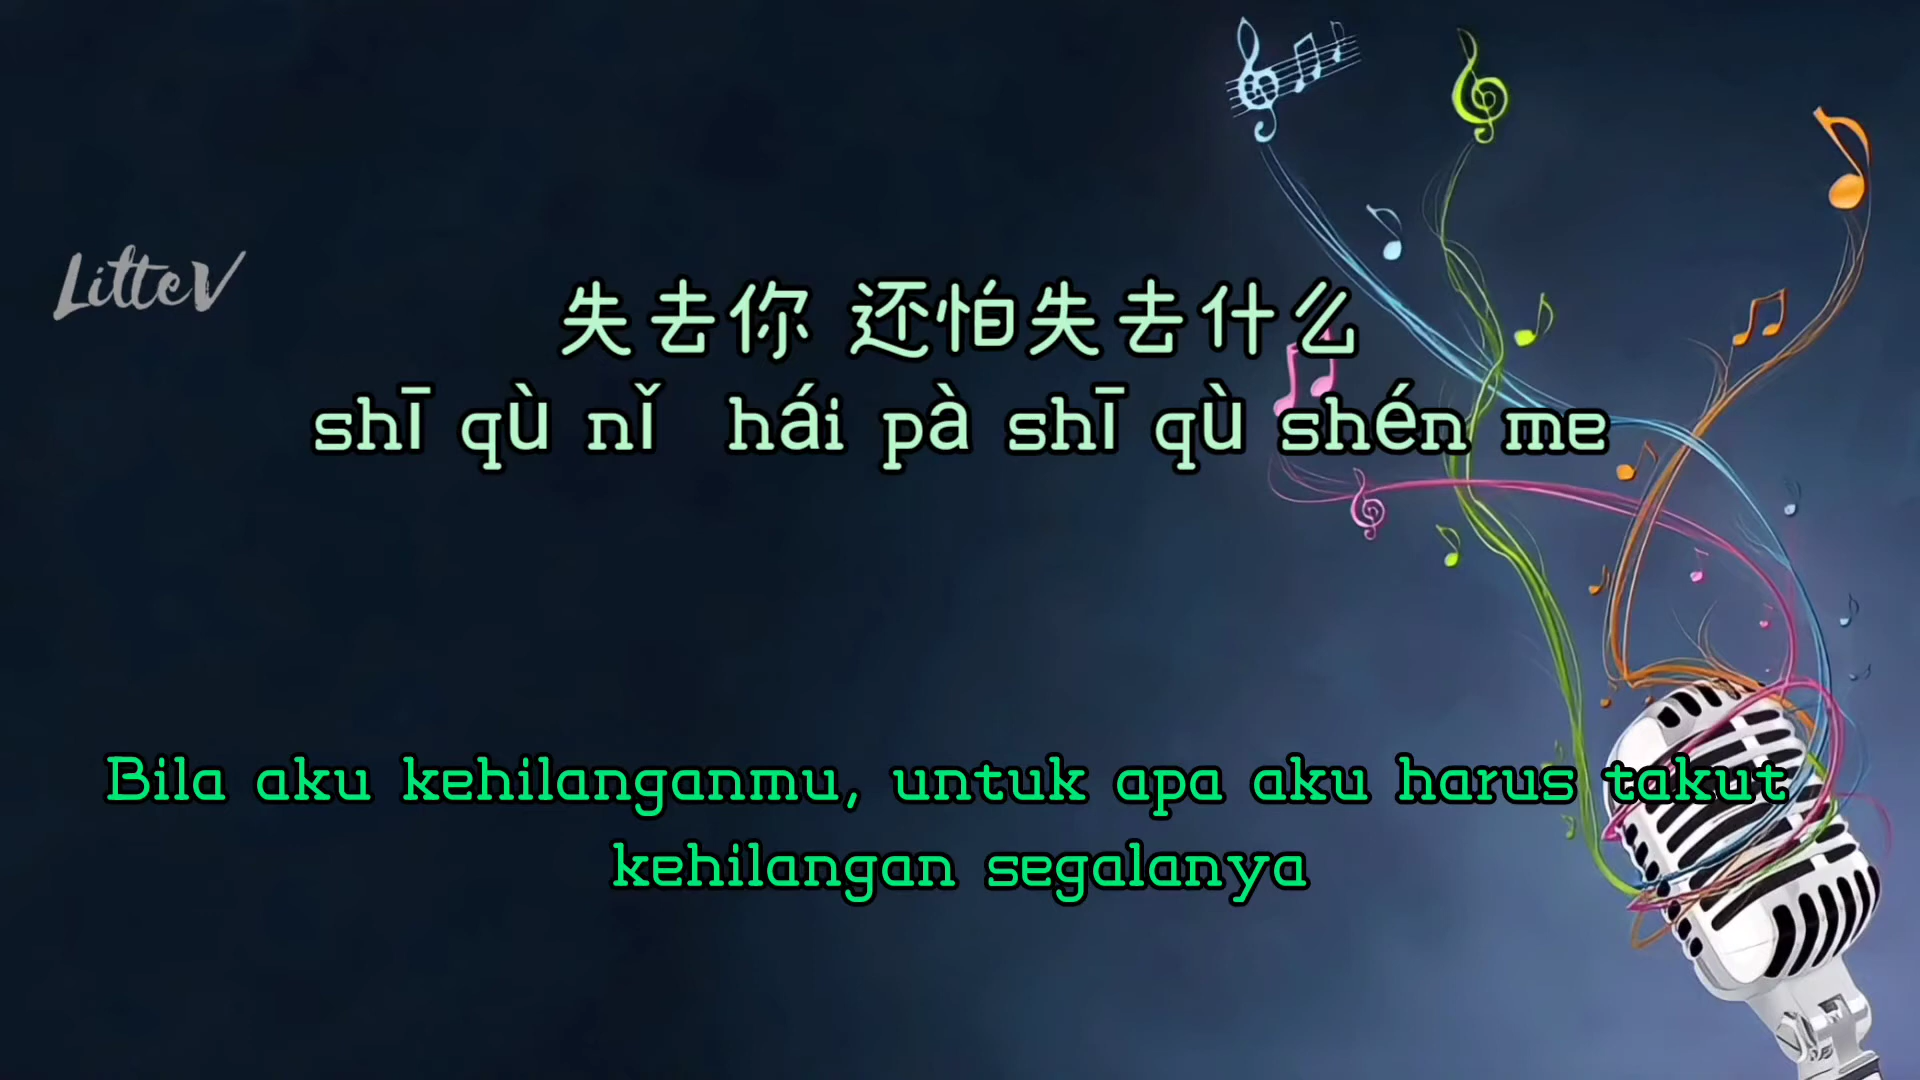 LitteV
失去你 还怕失去什么
shī qù nǐ hái pà shī qù shén me
Bila aku kehilanganmu, untuk apa aku harus takut
kehilangan segalanya